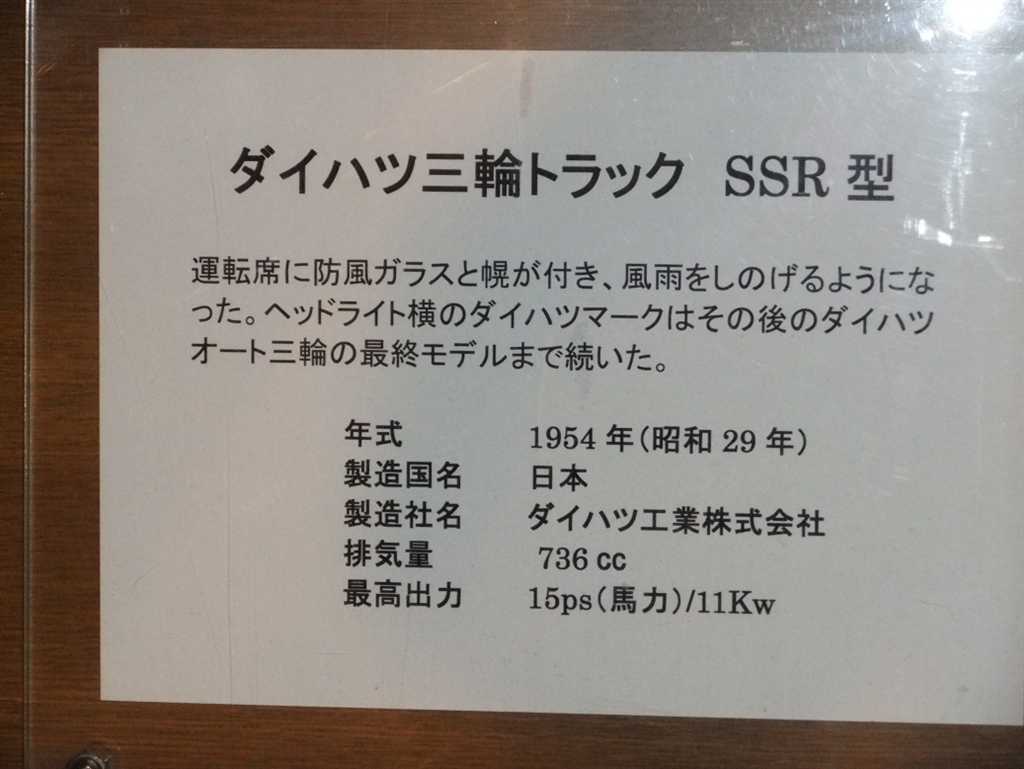 ダイハツ三輪トラック SSR 型
運転席に防風ガラスと幌が付き、風雨をしのげるようにな
った。ヘッドライト横のダイハツマークはその後のダイハツ
オート三輪の最終モデルまで続いた。
年式 1954 年(昭和 29 年)
製造国名 日本
製造社名 ダイハツ工業株式会社
排気量 736 cc
最高出力 15ps(馬力)/11Kw